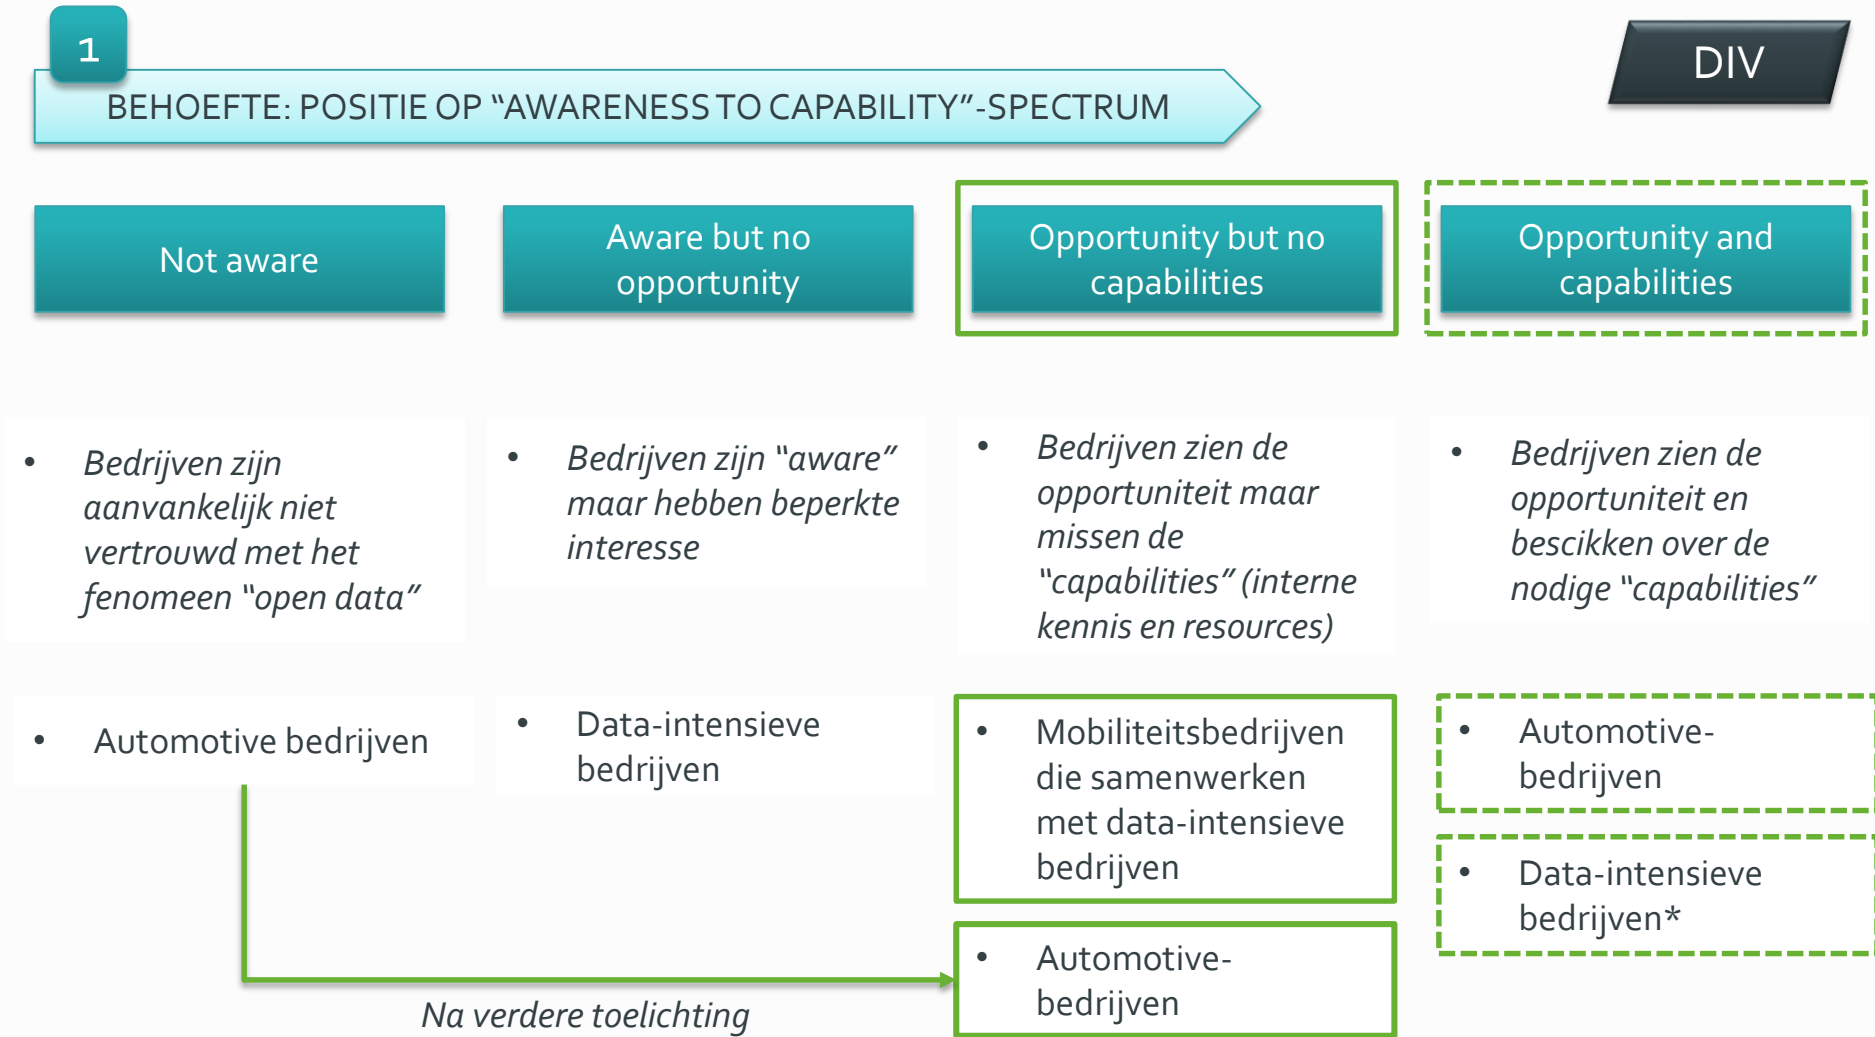 1
DIV
BEHOEFTE: POSITIE OP “AWARENESS TO CAPABILITY”-SPECTRUM
Not aware
Aware but no
opportunity
Opportunity but no
capabilities
Opportunity and
capabilities
• Bedrijven zijn
aanvankelijk niet
vertrouwd met het
fenomeen “open data”
• Bedrijven zijn “aware”
maar hebben beperkte
interesse
• Bedrijven zien de
opportuniteit maar
missen de
“capabilities” (interne
kennis en resources)
• Bedrijven zien de
opportuniteit en
bescikken over de
nodige “capabilities”
• Automotive bedrijven
• Data-intensieve
bedrijven
• Mobiliteitsbedrijven
die samenwerken
met data-intensieve
bedrijven
• Automotive-
bedrijven
• Automotive-
bedrijven
• Data-intensieve
bedrijven*
Na verdere toelichting